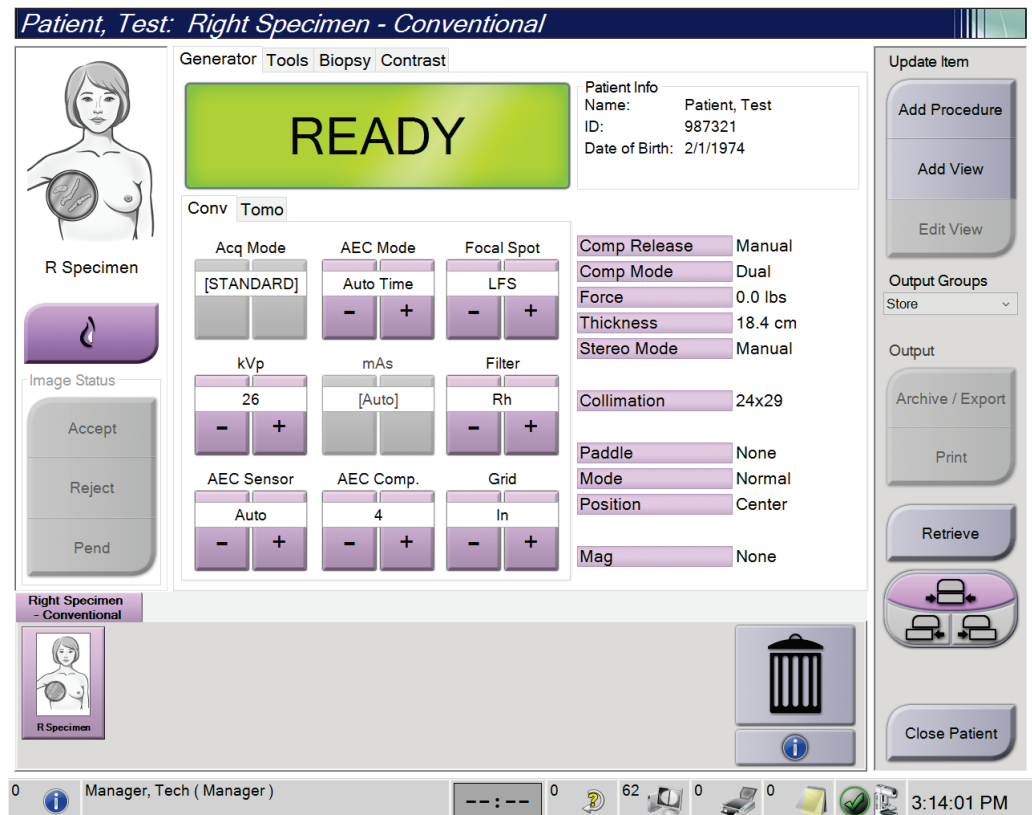 Patient, Test: Right Specimen - Conventional
R Specimen
Image Status
Accept
Reject
Pend
Generator Tools Biopsy Contrast
READY
Patient Info
Name: Patient, Test
ID: 987321
Date of Birth: 2/1/1974
Conv Tomo
Acq Mode AEC Mode Focal Spot
[STANDARD] Auto Time LFS
- + - +
kVp mAs Filter
26 [Auto] Rh
- + - +
AEC Sensor AEC Comp. Grid
Auto 4 In
- + - + - +
Comp Release Manual
Comp Mode Dual
Force 0.0 lbs
Thickness 18.4 cm
Stereo Mode Manual
Collimation 24x29
Paddle None
Mode Normal
Position Center
Mag None
Update Item
Add Procedure
Add View
Edit View
Output Groups
Store
Output
Archive / Export
Print
Retrieve
Close Patient
Right Specimen
- Conventional
R Specimen
0 Manager, Tech ( Manager ) --:-- 0 62 0 0 3:14:01 PM